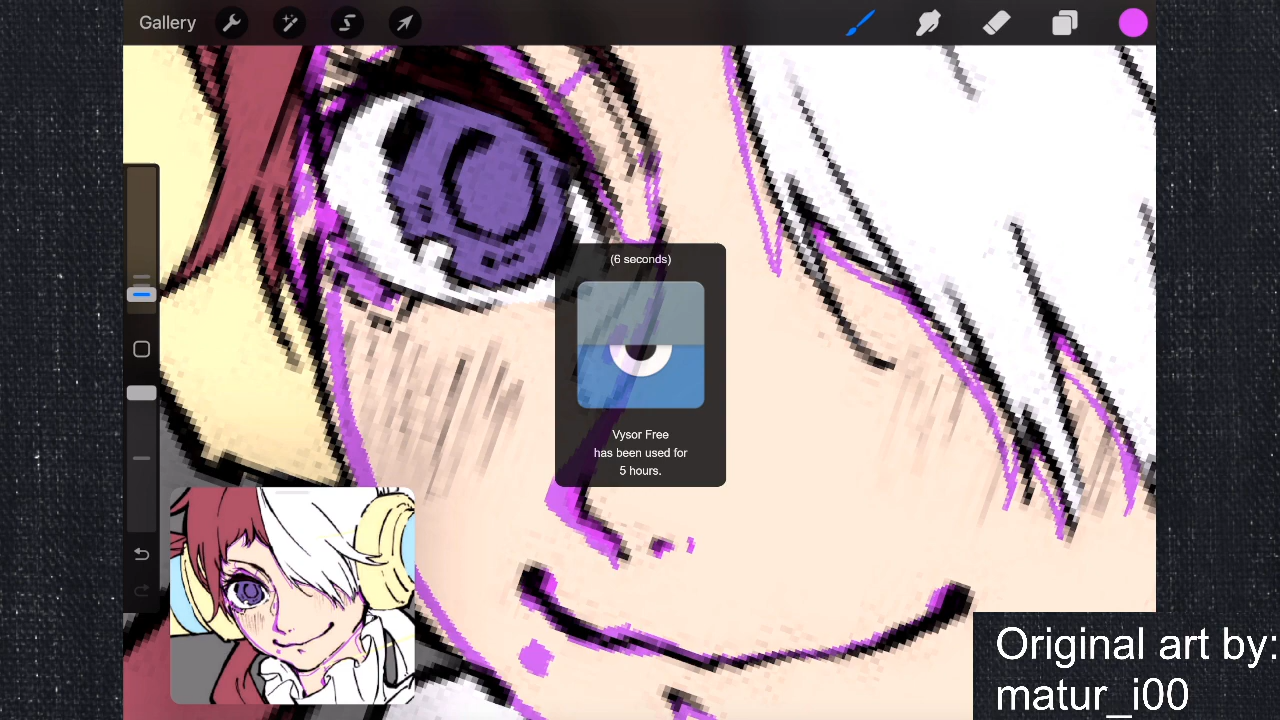 Gallery
(6 seconds)
Vysor Free
has been used for
5 hours.
Original art by:
matur_i00